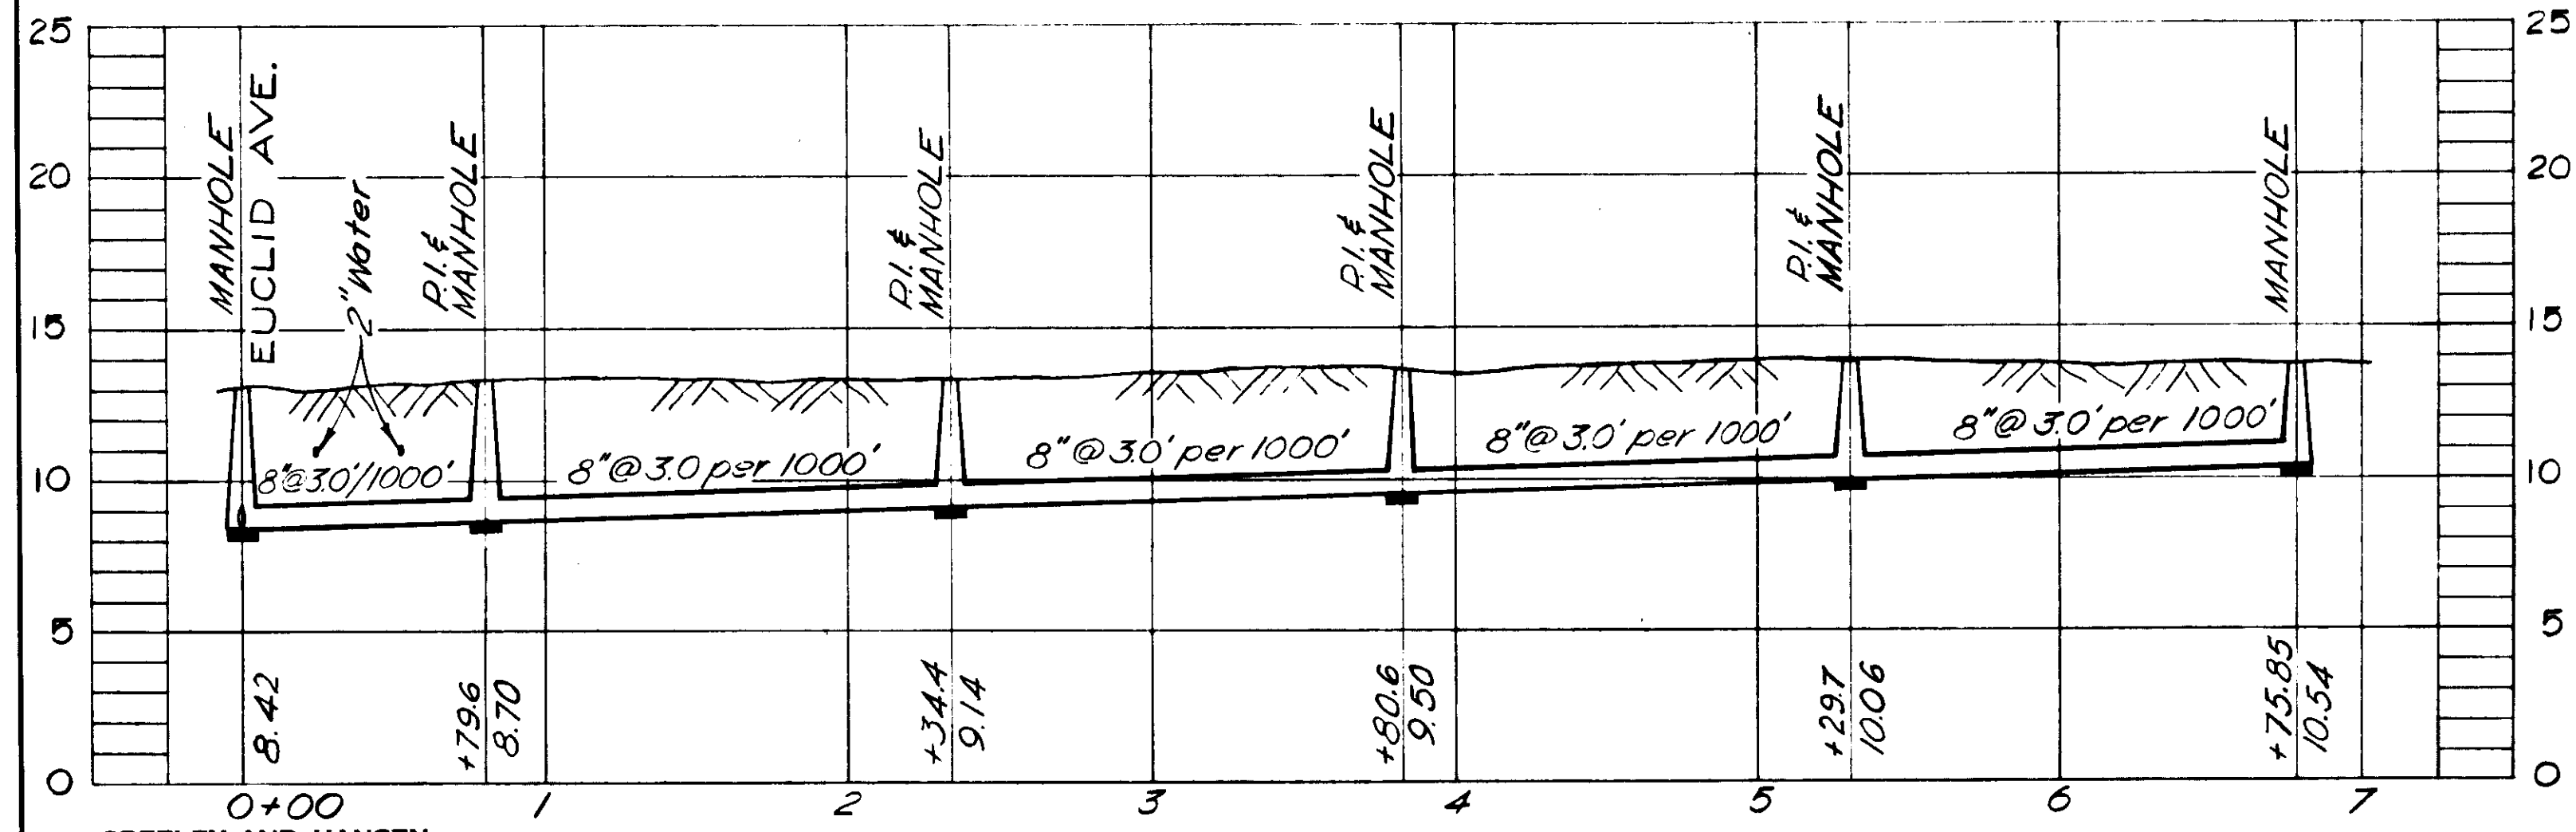 25
25
20
20
15
15
10
10
5
5
0
0
MANHOLE
EUCLID AVE.
2" Water
P.I. &
MANHOLE
P.I. &
MANHOLE
P.I. &
MANHOLE
P.I. &
MANHOLE
MANHOLE
8"@3.0'/1000'
8"@3.0 per 1000'
8"@3.0' per 1000'
8"@3.0' per 1000'
8"@3.0' per 1000'
8.42
+79.6
8.70
+34.4
9.14
+80.6
9.50
+29.7
10.06
+75.85
10.54
0+00 1 2 3 4 5 6 7
GREELEY AND HANSEN